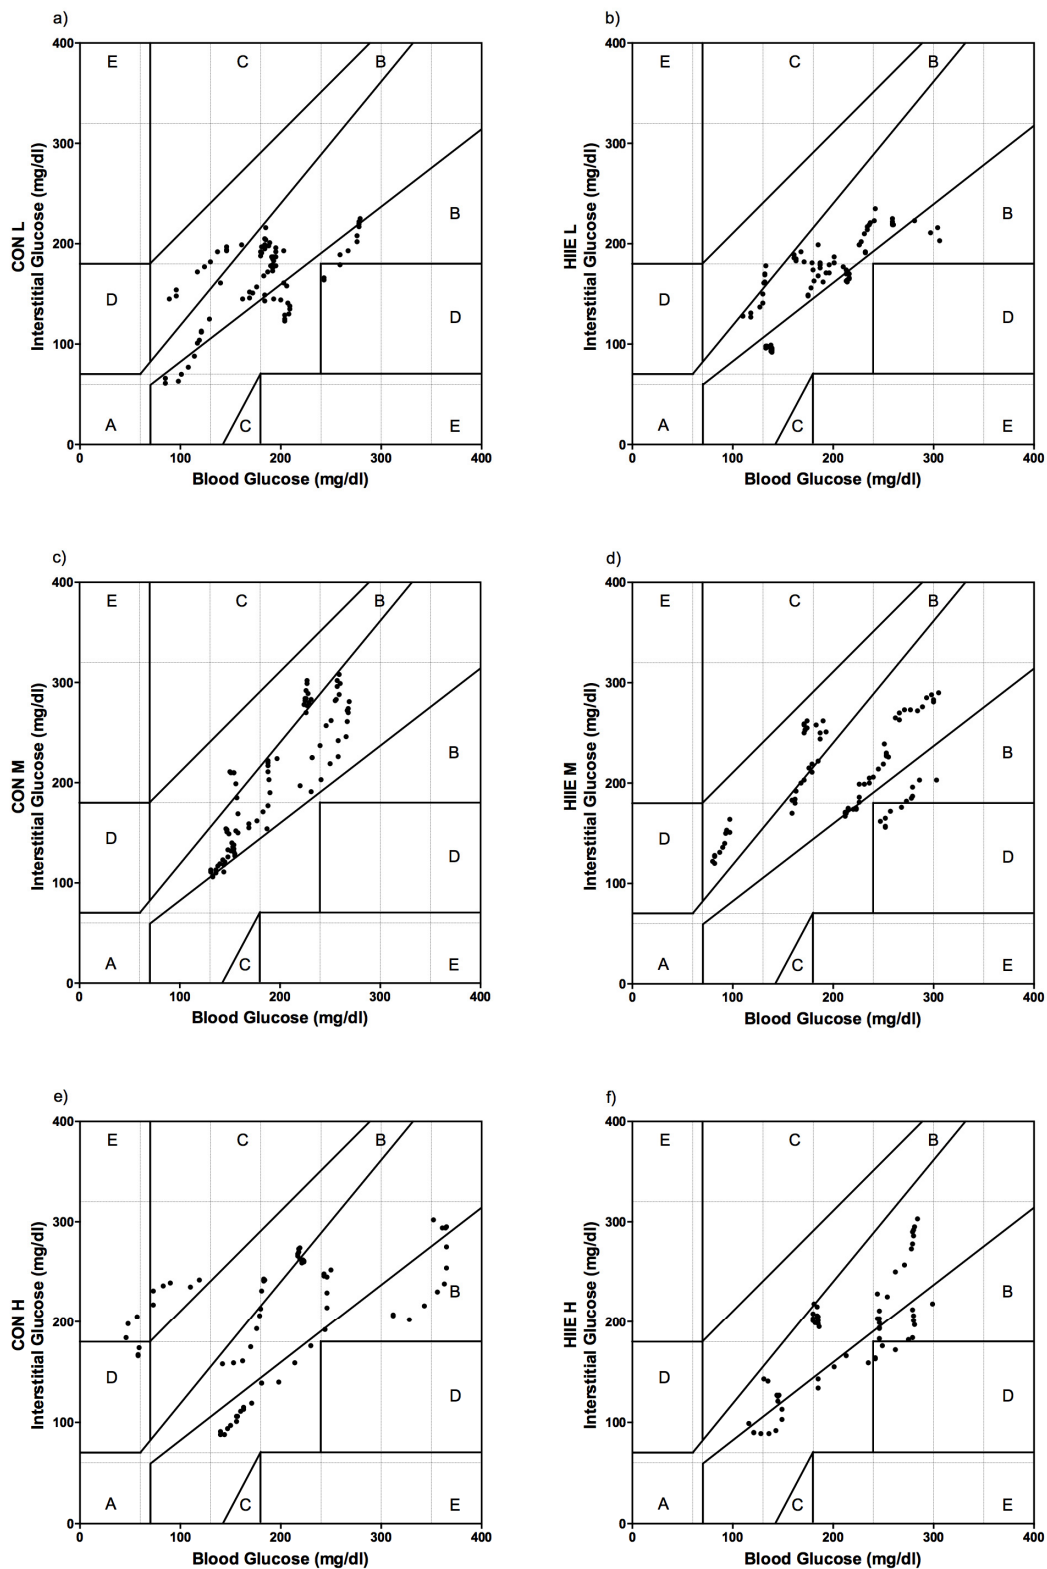 a)
400
E
C
B
300
CON L
Interstitial Glucose (mg/dl)
200
B
D
D
100
A
C
E
0
0 100 200 300 400
Blood Glucose (mg/dl)
b)
400
E
C
B
300
HIIE L
Interstitial Glucose (mg/dl)
200
B
D
D
100
A
C
E
0
0 100 200 300 400
Blood Glucose (mg/dl)
c)
400
E
C
B
300
CON M
Interstitial Glucose (mg/dl)
200
B
D
D
100
A
C
E
0
0 100 200 300 400
Blood Glucose (mg/dl)
d)
400
E
C
B
300
HIIE M
Interstitial Glucose (mg/dl)
200
B
D
D
100
A
C
E
0
0 100 200 300 400
Blood Glucose (mg/dl)
e)
400
E
C
B
300
CON H
Interstitial Glucose (mg/dl)
200
B
D
D
100
A
C
E
0
0 100 200 300 400
Blood Glucose (mg/dl)
f)
400
E
C
B
300
HIIE H
Interstitial Glucose (mg/dl)
200
B
D
D
100
A
C
E
0
0 100 200 300 400
Blood Glucose (mg/dl)